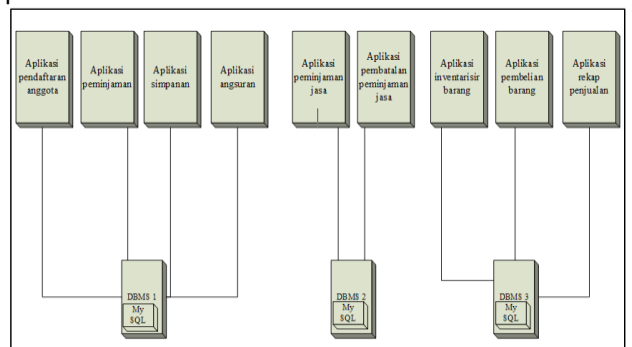 Aplikasi
pendaftaran
anggota
Aplikasi
peminjaman
Aplikasi
simpanan
Aplikasi
angsuran
Aplikasi
peminjaman
jasa
Aplikasi
pembatalan
peminjaman
jasa
Aplikasi
inventarisir
barang
Aplikasi
pembelian
barang
Aplikasi
rekap
penjualan
DBMS 1
My
SQL
DBMS 2
My
SQL
DBMS 3
My
SQL